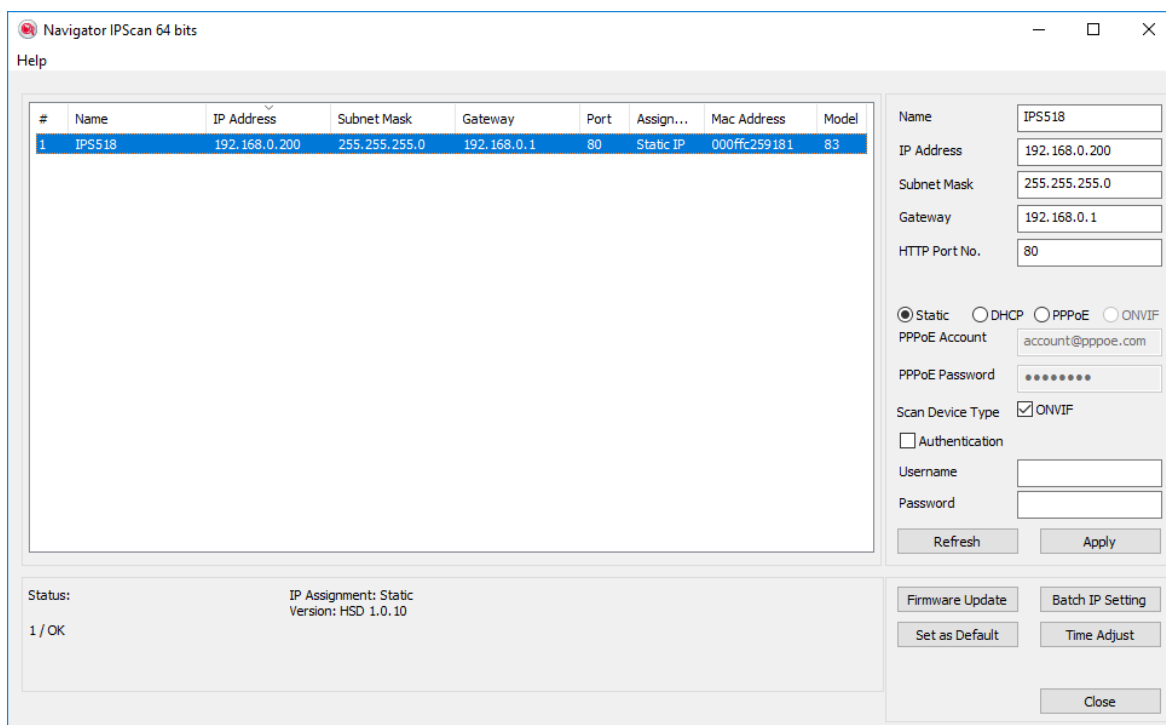 Navigator IPScan 64 bits
Help
# Name IP Address Subnet Mask Gateway Port Assign... Mac Address Model
1 IPS518 192.168.0.200 255.255.255.0 192.168.0.1 80 Static IP 000ffc259181 83
Name IPS518
IP Address 192.168.0.200
Subnet Mask 255.255.255.0
Gateway 192.168.0.1
HTTP Port No. 80
Static DHCP PPPoE ONVIF
PPPoE Account account@pppoe.com
PPPoE Password ●●●●●●●●
Scan Device Type ONVIF
Authentication
Username
Password
Refresh Apply
Status: IP Assignment: Static
Version: HSD 1.0.10
1 / OK
Firmware Update Batch IP Setting
Set as Default Time Adjust
Close